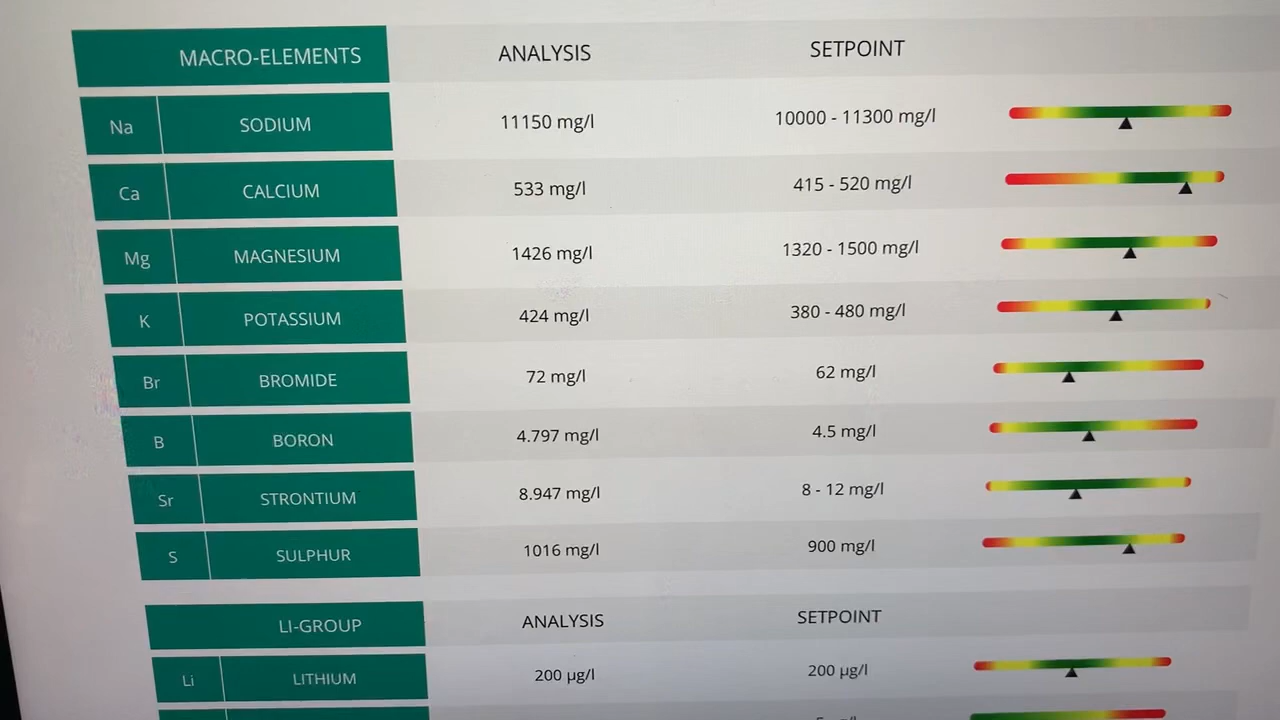 MACRO-ELEMENTS ANALYSIS SETPOINT
Na SODIUM 11150 mg/l 10000 - 11300 mg/l
Ca CALCIUM 533 mg/l 415 - 520 mg/l
Mg MAGNESIUM 1426 mg/l 1320 - 1500 mg/l
K POTASSIUM 424 mg/l 380 - 480 mg/l
Br BROMIDE 72 mg/l 62 mg/l
B BORON 4.797 mg/l 4.5 mg/l
Sr STRONTIUM 8.947 mg/l 8 - 12 mg/l
S SULPHUR 1016 mg/l 900 mg/l
LI-GROUP ANALYSIS SETPOINT
Li LITHIUM 200 µg/l 200 µg/l